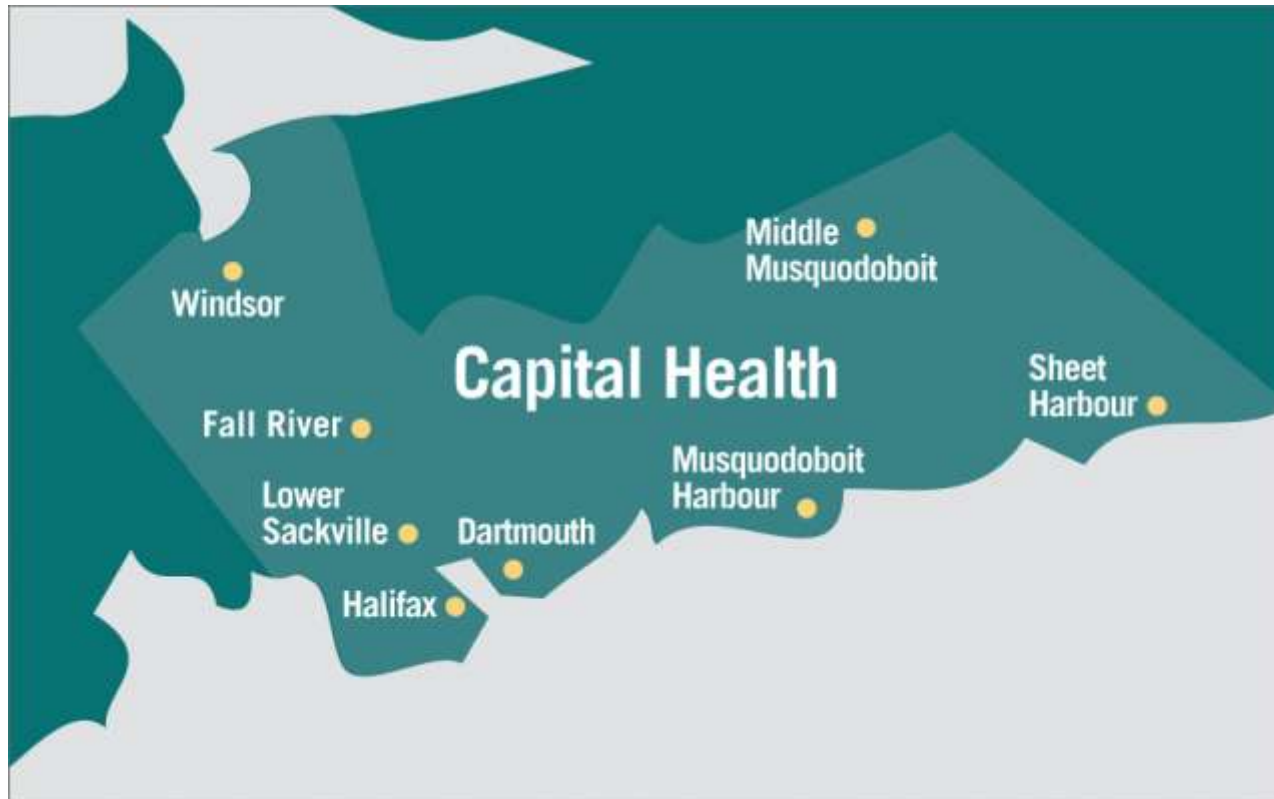 Middle
Musquodoboit
Windsor
Capital Health
Sheet
Harbour
Fall River
Musquodoboit
Harbour
Lower
Sackville
Dartmouth
Halifax